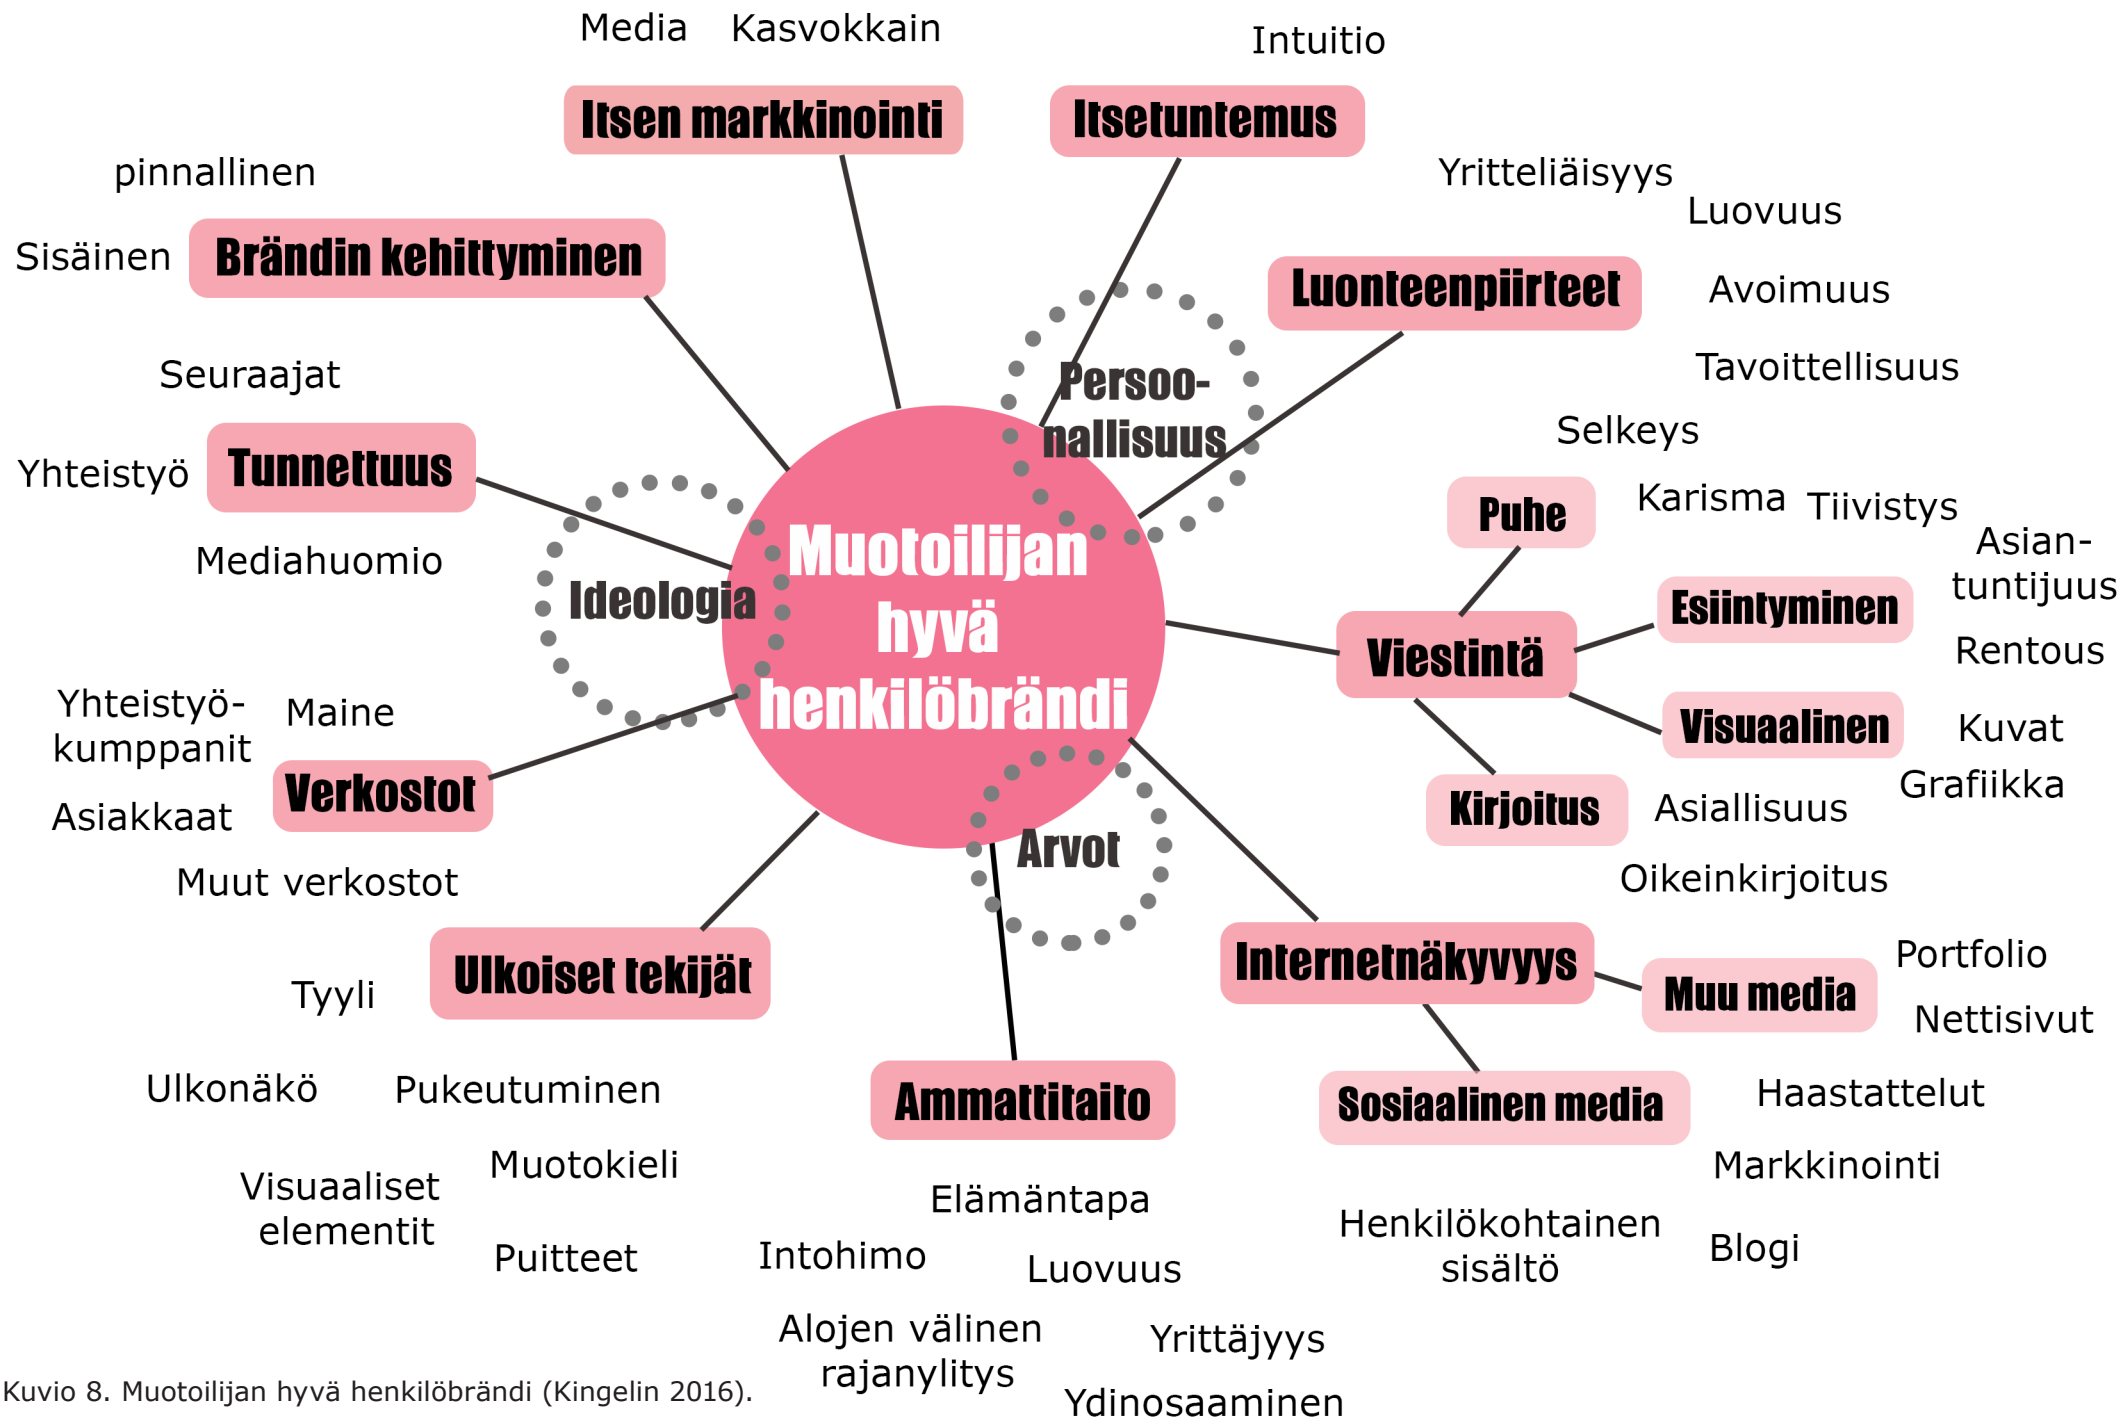 Media
Kasvokkain
Intuitio
Itsen markkinointi
Itsetuntemus
pinnallinen
Yritteliäisyys
Luovuus
Sisäinen
Brändin kehittyminen
Luonteenpiirteet
Avoimuus
Seuraajat
Tavoittellisuus
Persoo-
nallisuus
Selkeys
Yhteistyö
Tunnettuus
Puhe
Karisma
Tiivistys
Mediahuomio
Asian-
tuntijuus
Ideologia
Muotoilijan
hyvä
henkilöbrändi
Esiintyminen
Viestintä
Rentous
Yhteistyö-
kumppanit
Maine
Visuaalinen
Kuvat
Grafiikka
Verkostot
Asiakkaat
Kirjoitus
Asiallisuus
Arvot
Muut verkostot
Oikeinkirjoitus
Ulkoiset tekijät
Internetnäkyvyys
Portfolio
Tyyli
Muu media
Nettisivut
Ulkonäkö
Pukeutuminen
Ammattitaito
Sosiaalinen media
Haastattelut
Muotokieli
Markkinointi
Visuaaliset
elementit
Elämäntapa
Henkilökohtainen
sisältö
Blogi
Puitteet
Intohimo
Luovuus
Alojen välinen
rajanylitys
Yrittäjyys
Kuvio 8. Muotoilijan hyvä henkilöbrändi (Kingelin 2016).
Ydinosaaminen